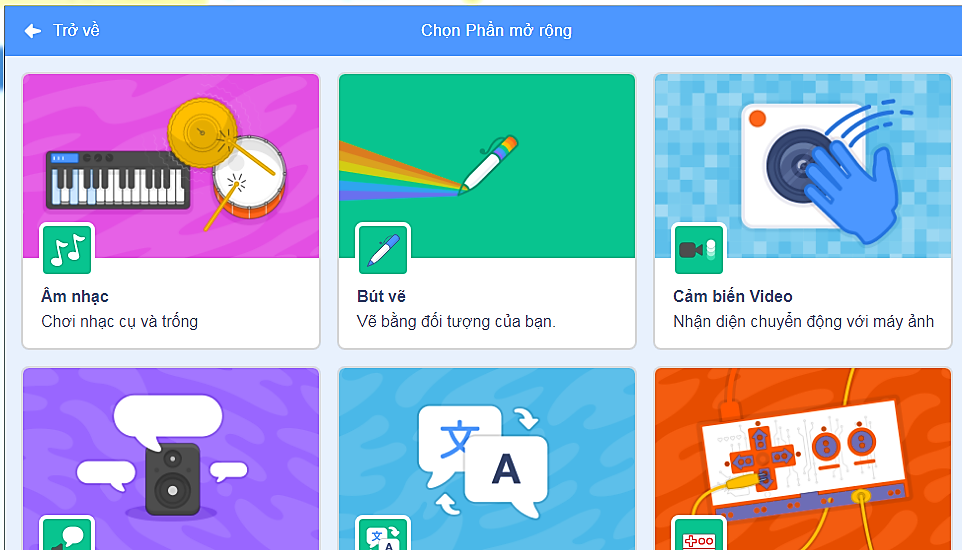 Trở về
Chọn Phần mở rộng
Âm nhạc
Chơi nhạc cụ và trống
Bút vẽ
Vẽ bằng đối tượng của bạn.
Cảm biến Video
Nhận diện chuyển động với máy ảnh
文
A
文
A